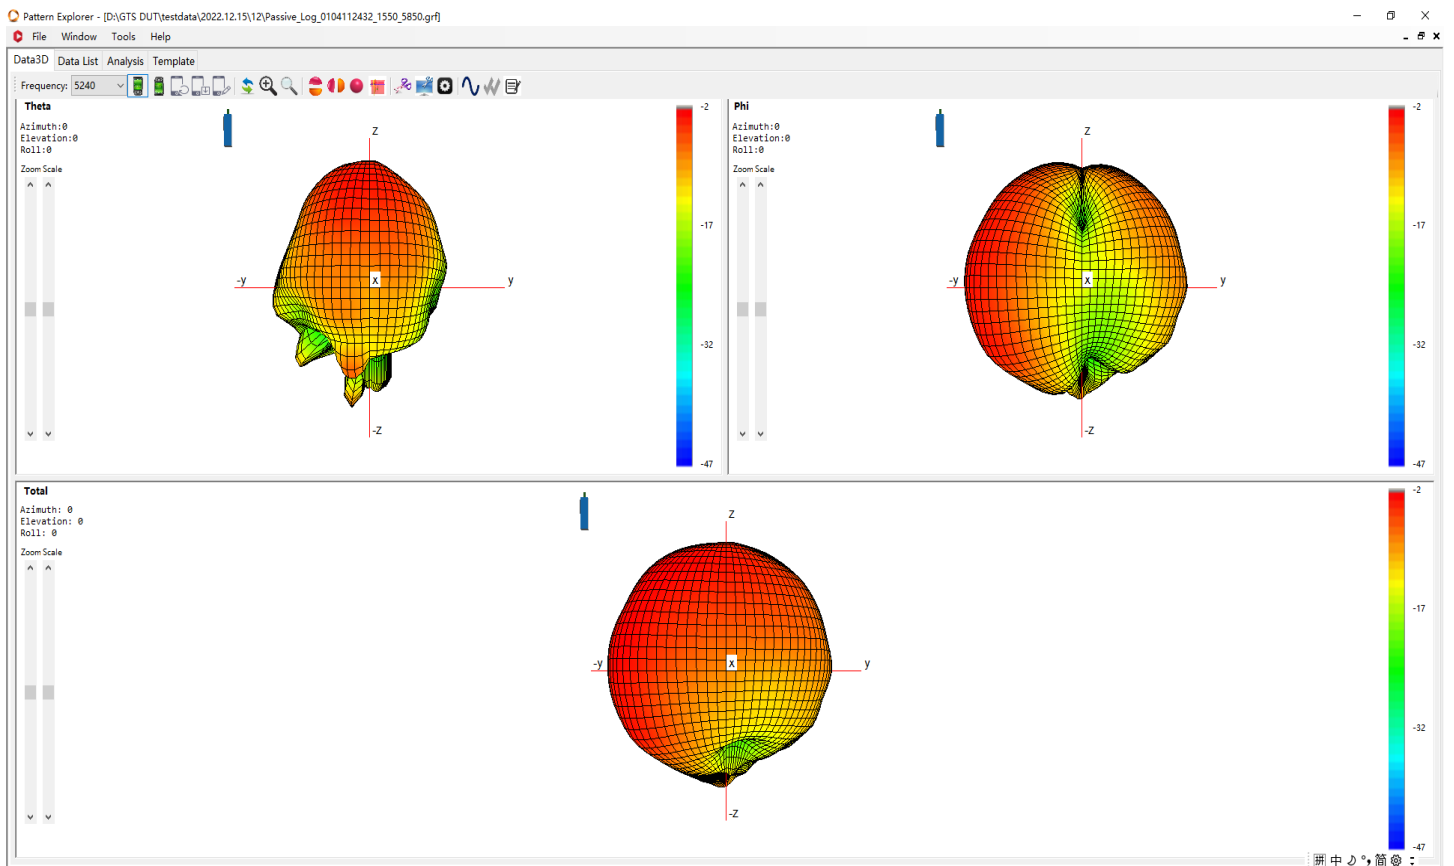 Pattern Explorer - [D:\GTS DUT\testdata\2022.12.15\12\Passive_Log_0104112432_1550_5850.grf]
File Window Tools Help
Data3D Data List Analysis Template
Frequency: 5240
Theta
Azimuth:0
Elevation:0
Roll:0
Zoom Scale
Z
-y
X
y
-Z
-2
-17
-32
-47
Phi
Azimuth:0
Elevation:0
Roll:0
Zoom Scale
Z
-y
X
y
-Z
-2
-17
-32
-47
Total
Azimuth: 0
Elevation: 0
Roll: 0
Zoom Scale
Z
-y
X
y
-Z
-2
-17
-32
-47
拼 中 简